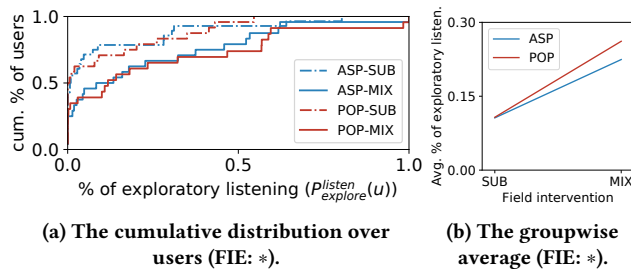 cum. % of users
1.0
0.5
0.0
ASP-SUB
ASP-MIX
POP-SUB
POP-MIX
0.0 0.5 1.0
% of exploratory listening (P^{listen}_{explore}(u))
(a) The cumulative distribution over
users (FIE: ∗).
Avg. % of exploratory listen.
0.30
0.15
0.00
ASP
POP
SUB MIX
Field intervention
(b) The groupwise
average (FIE: ∗).